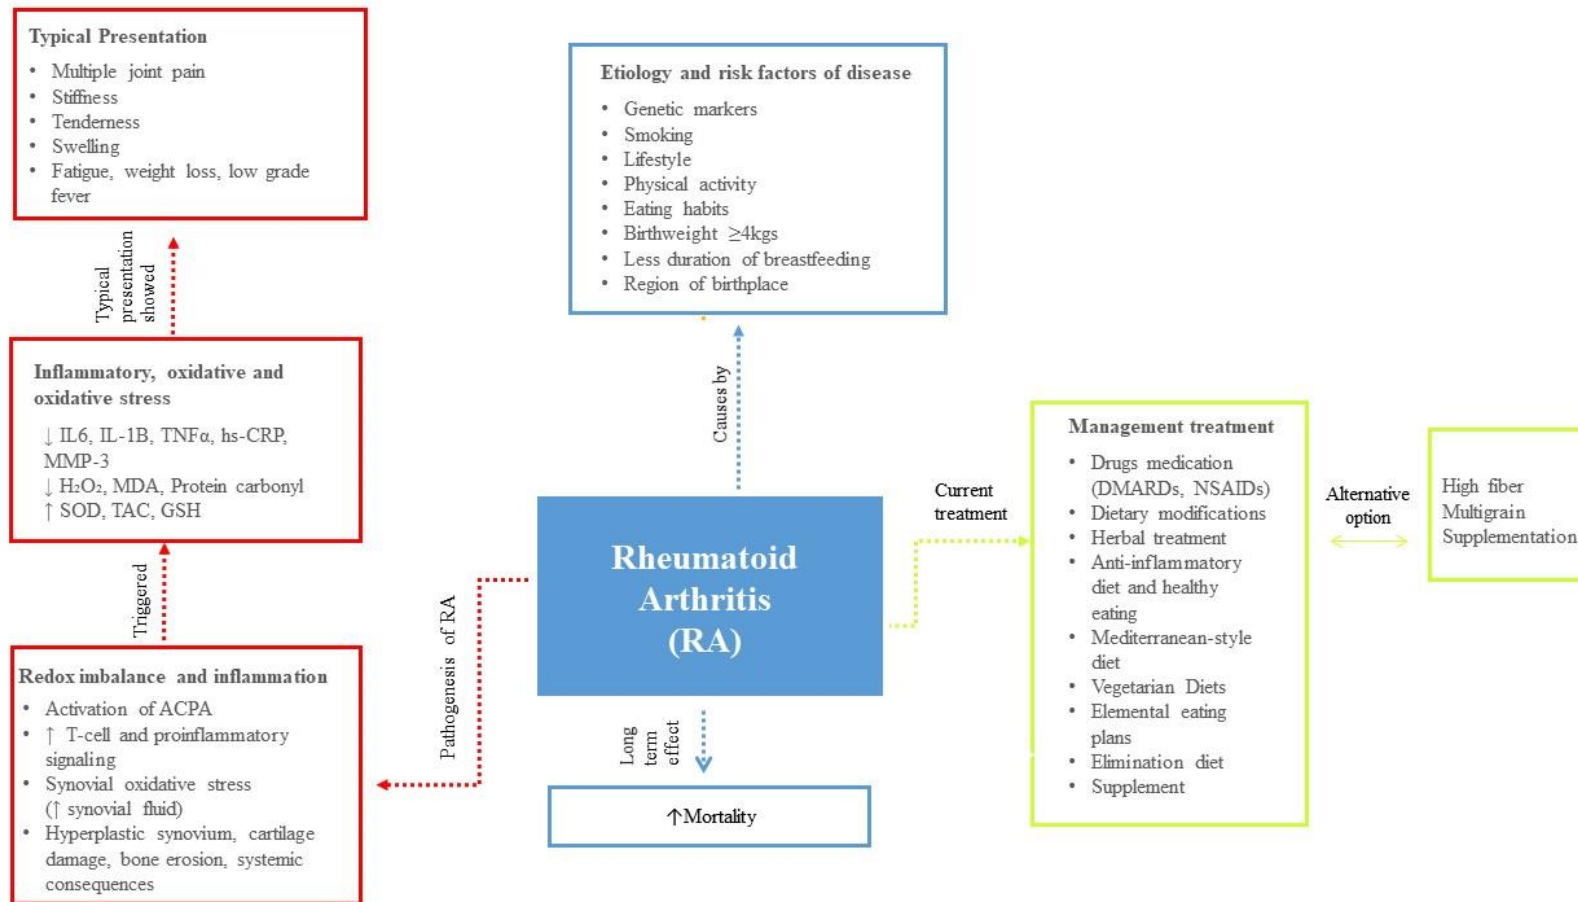 Typical Presentation
• Multiple joint pain
• Stiffness
• Tenderness
• Swelling
• Fatigue, weight loss, low grade
fever
Typical
presentation
showed
Inflammatory, oxidative and
oxidative stress
↓ IL6, IL-1B, TNFα, hs-CRP,
MMP-3
↓ H₂O₂, MDA, Protein carbonyl
↑ SOD, TAC, GSH
Triggered
Redox imbalance and inflammation
• Activation of ACPA
• ↑ T-cell and proinflammatory
signaling
• Synovial oxidative stress
(↑ synovial fluid)
• Hyperplastic synovium, cartilage
damage, bone erosion, systemic
consequences
Pathogenesis of RA
Etiology and risk factors of disease
• Genetic markers
• Smoking
• Lifestyle
• Physical activity
• Eating habits
• Birthweight ≥4kgs
• Less duration of breastfeeding
• Region of birthplace
Causes by
Rheumatoid
Arthritis
(RA)
Long
term
effect
↑Mortality
Current
treatment
Management treatment
• Drugs medication
(DMARDs, NSAIDs)
• Dietary modifications
• Herbal treatment
• Anti-inflammatory
diet and healthy
eating
• Mediterranean-style
diet
• Vegetarian Diets
• Elemental eating
plans
• Elimination diet
• Supplement
Alternative
option
High fiber
Multigrain
Supplementation